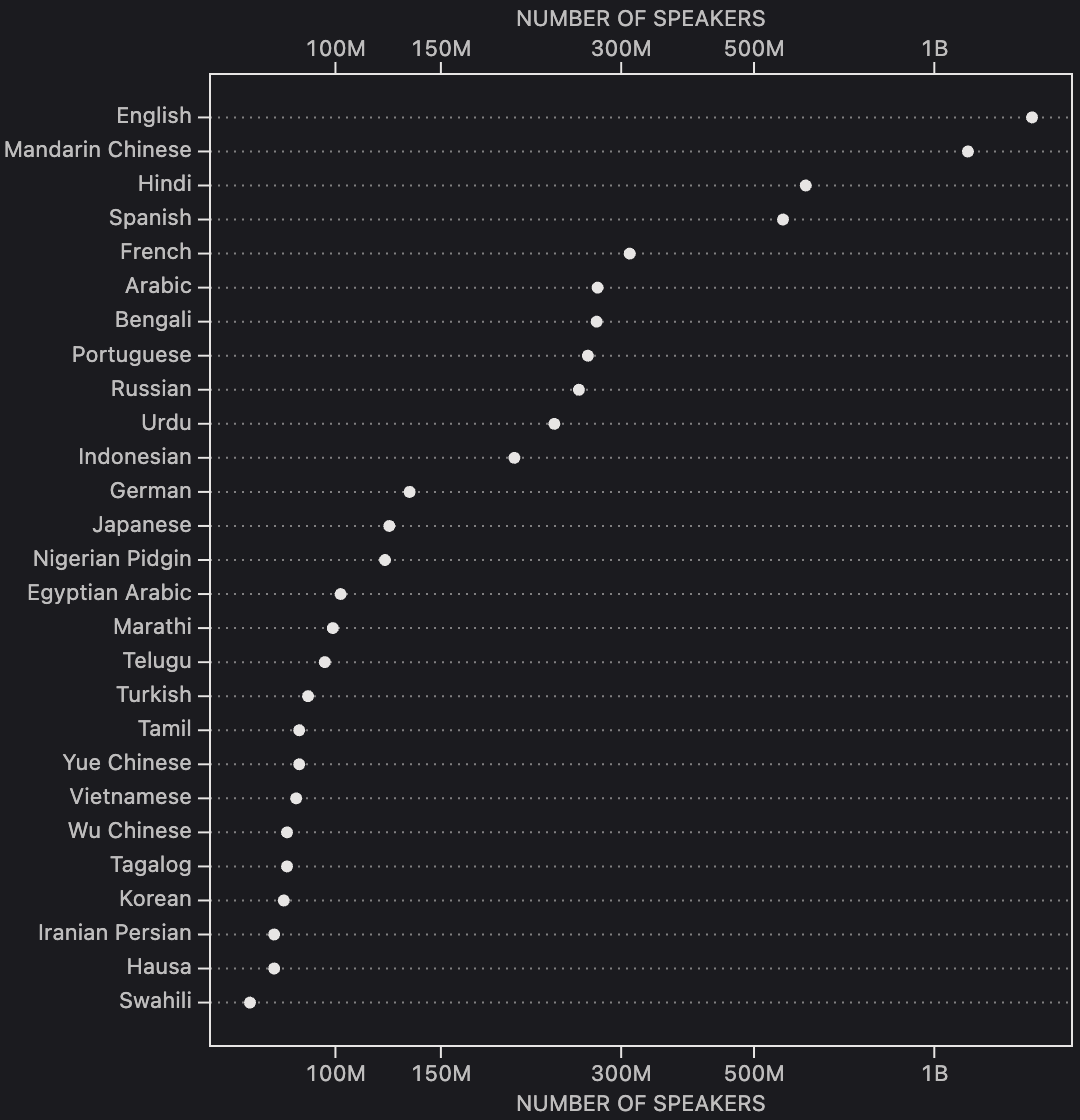 NUMBER OF SPEAKERS
100M 150M 300M 500M 1B
English
Mandarin Chinese
Hindi
Spanish
French
Arabic
Bengali
Portuguese
Russian
Urdu
Indonesian
German
Japanese
Nigerian Pidgin
Egyptian Arabic
Marathi
Telugu
Turkish
Tamil
Yue Chinese
Vietnamese
Wu Chinese
Tagalog
Korean
Iranian Persian
Hausa
Swahili
100M 150M 300M 500M 1B
NUMBER OF SPEAKERS